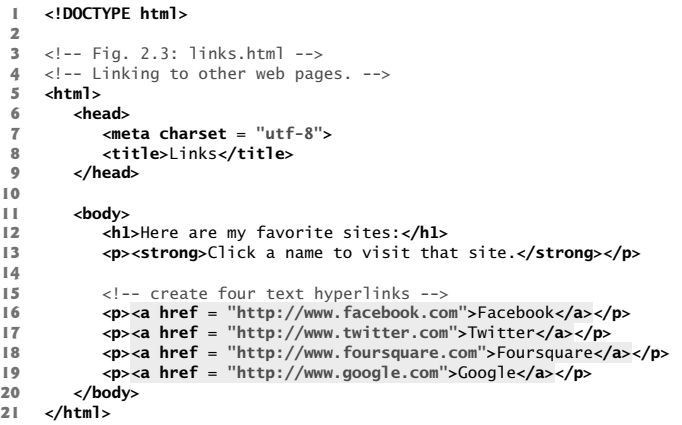 1 <!DOCTYPE html>
2
3 <!-- Fig. 2.3: links.html -->
4 <!-- Linking to other web pages. -->
5 <html>
6    <head>
7       <meta charset = "utf-8">
8       <title>Links</title>
9    </head>
10
11    <body>
12       <h1>Here are my favorite sites:</h1>
13       <p><strong>Click a name to visit that site.</strong></p>
14
15       <!-- create four text hyperlinks -->
16       <p><a href = "http://www.facebook.com">Facebook</a></p>
17       <p><a href = "http://www.twitter.com">Twitter</a></p>
18       <p><a href = "http://www.foursquare.com">Foursquare</a></p>
19       <p><a href = "http://www.google.com">Google</a></p>
20    </body>
21 </html>